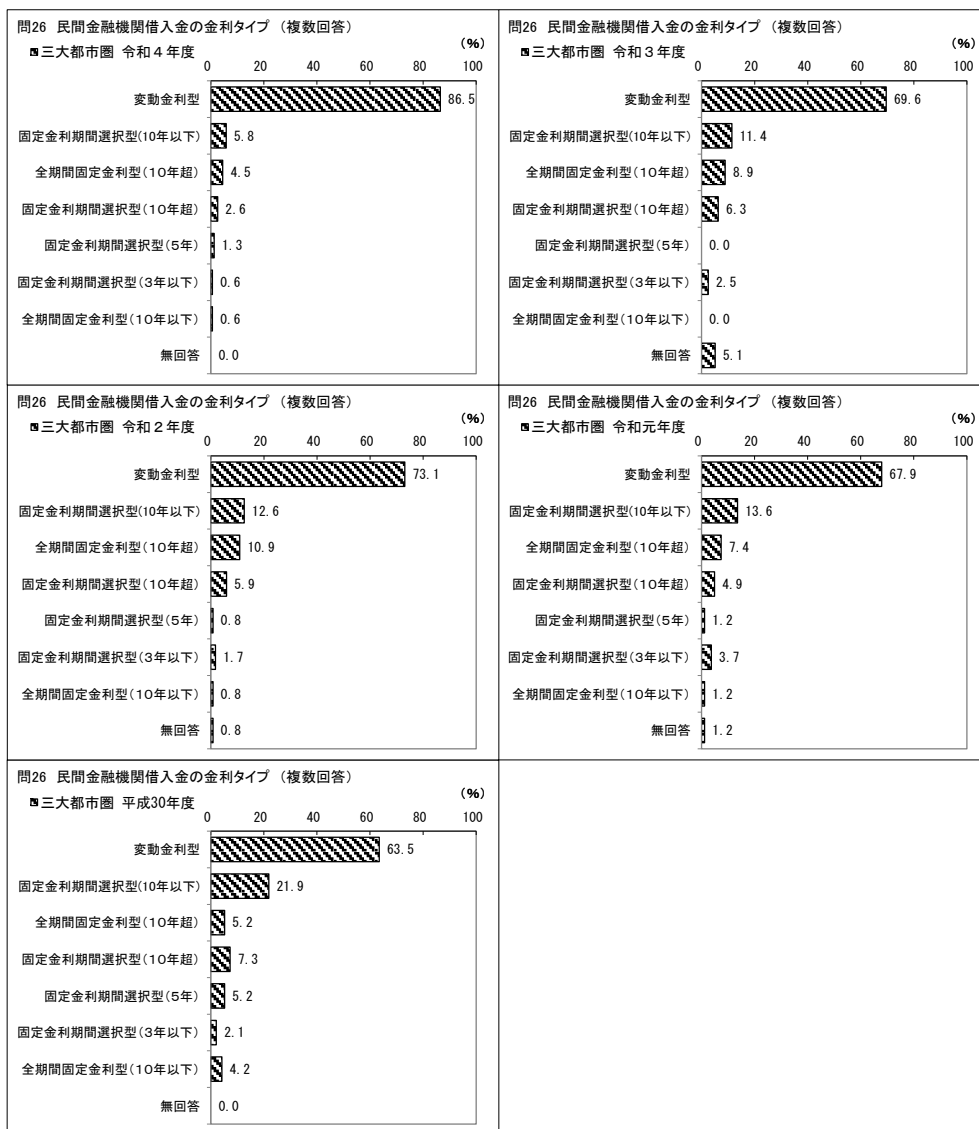 問26 民間金融機関借入金の金利タイプ (複数回答)
(%)
三大都市圏 令和4年度
0 20 40 60 80 100
変動金利型 86.5
固定金利期間選択型(10年以下) 5.8
全期間固定金利型(10年超) 4.5
固定金利期間選択型(10年超) 2.6
固定金利期間選択型(5年) 1.3
固定金利期間選択型(3年以下) 0.6
全期間固定金利型(10年以下) 0.6
無回答 0.0
問26 民間金融機関借入金の金利タイプ (複数回答)
(%)
三大都市圏 令和3年度
0 20 40 60 80 100
変動金利型 69.6
固定金利期間選択型(10年以下) 11.4
全期間固定金利型(10年超) 8.9
固定金利期間選択型(10年超) 6.3
固定金利期間選択型(5年) 0.0
固定金利期間選択型(3年以下) 2.5
全期間固定金利型(10年以下) 0.0
無回答 5.1
問26 民間金融機関借入金の金利タイプ (複数回答)
(%)
三大都市圏 令和2年度
0 20 40 60 80 100
変動金利型 73.1
固定金利期間選択型(10年以下) 12.6
全期間固定金利型(10年超) 10.9
固定金利期間選択型(10年超) 5.9
固定金利期間選択型(5年) 0.8
固定金利期間選択型(3年以下) 1.7
全期間固定金利型(10年以下) 0.8
無回答 0.8
問26 民間金融機関借入金の金利タイプ (複数回答)
(%)
三大都市圏 令和元年度
0 20 40 60 80 100
変動金利型 67.9
固定金利期間選択型(10年以下) 13.6
全期間固定金利型(10年超) 7.4
固定金利期間選択型(10年超) 4.9
固定金利期間選択型(5年) 1.2
固定金利期間選択型(3年以下) 3.7
全期間固定金利型(10年以下) 1.2
無回答 1.2
問26 民間金融機関借入金の金利タイプ (複数回答)
(%)
三大都市圏 平成30年度
0 20 40 60 80 100
変動金利型 63.5
固定金利期間選択型(10年以下) 21.9
全期間固定金利型(10年超) 5.2
固定金利期間選択型(10年超) 7.3
固定金利期間選択型(5年) 5.2
固定金利期間選択型(3年以下) 2.1
全期間固定金利型(10年以下) 4.2
無回答 0.0